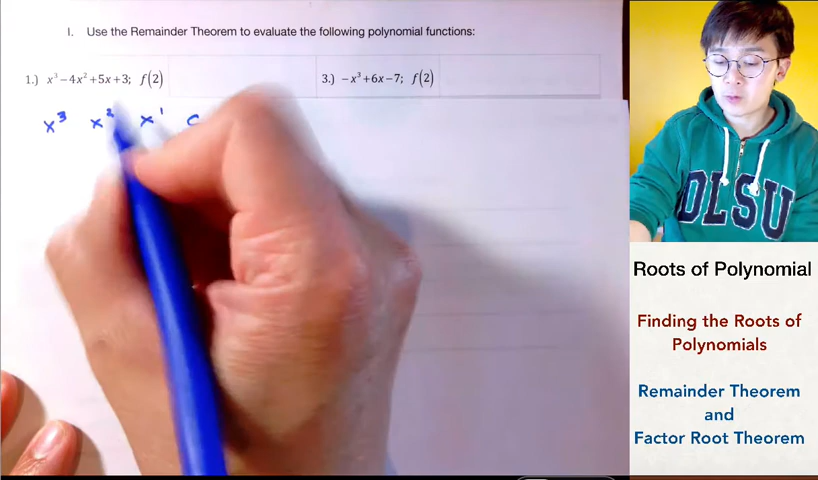 I. Use the Remainder Theorem to evaluate the following polynomial functions:
1.) x³−4x²+5x+3; f(2)
3.) −x³+6x−7; f(2)
x³ x² x¹ c
DLSU
Roots of Polynomial
Finding the Roots of
Polynomials
Remainder Theorem
and
Factor Root Theorem